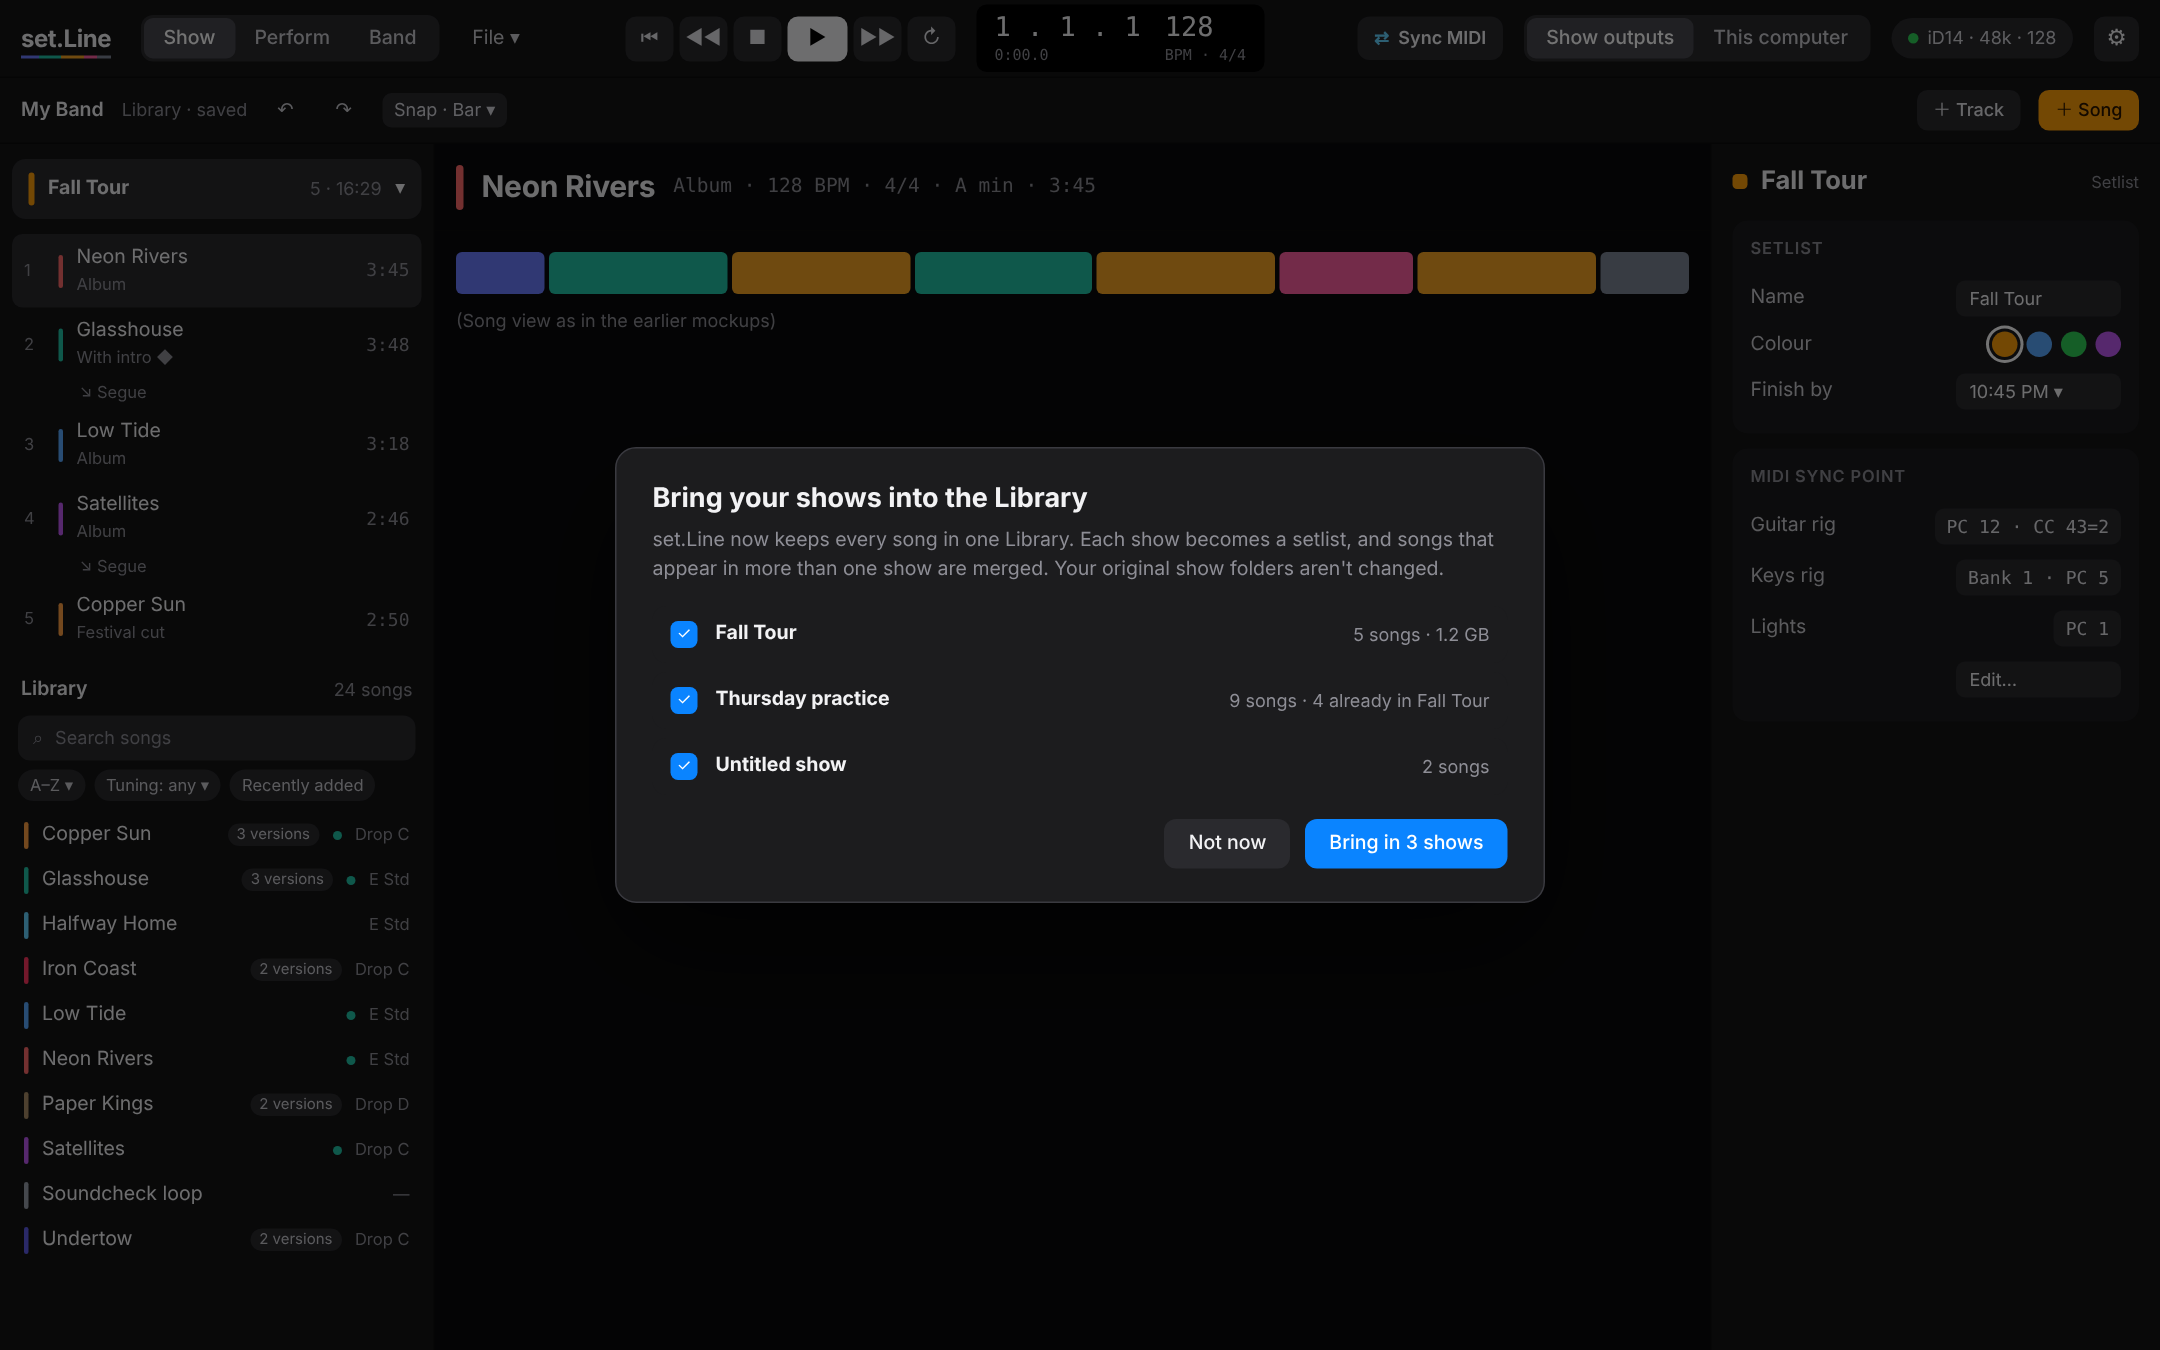 set.Line Show Perform Band File ▾ 1 . 1 . 1 128 Sync MIDI Show outputs This computer iD14 · 48k · 128
0:00.0 BPM · 4/4
My Band Library · saved Snap · Bar ▾ + Track + Song
Fall Tour 5 · 16:29 ▾
1 Neon Rivers 3:45
Album
2 Glasshouse 3:48
With intro ◆
↘ Segue
3 Low Tide 3:18
Album
4 Satellites 2:46
Album
↘ Segue
5 Copper Sun 2:50
Festival cut
Library 24 songs
Search songs
A–Z ▾ Tuning: any ▾ Recently added
Copper Sun 3 versions Drop C
Glasshouse 3 versions E Std
Halfway Home E Std
Iron Coast 2 versions Drop C
Low Tide E Std
Neon Rivers E Std
Paper Kings 2 versions Drop D
Satellites Drop C
Soundcheck loop —
Undertow 2 versions Drop C
Neon Rivers Album · 128 BPM · 4/4 · A min · 3:45
(Song view as in the earlier mockups)
Bring your shows into the Library
set.Line now keeps every song in one Library. Each show becomes a setlist, and songs that
appear in more than one show are merged. Your original show folders aren't changed.
Fall Tour 5 songs · 1.2 GB
Thursday practice 9 songs · 4 already in Fall Tour
Untitled show 2 songs
Not now Bring in 3 shows
Fall Tour Setlist
SETLIST
Name Fall Tour
Colour
Finish by 10:45 PM ▾
MIDI SYNC POINT
Guitar rig PC 12 · CC 43=2
Keys rig Bank 1 · PC 5
Lights PC 1
Edit...